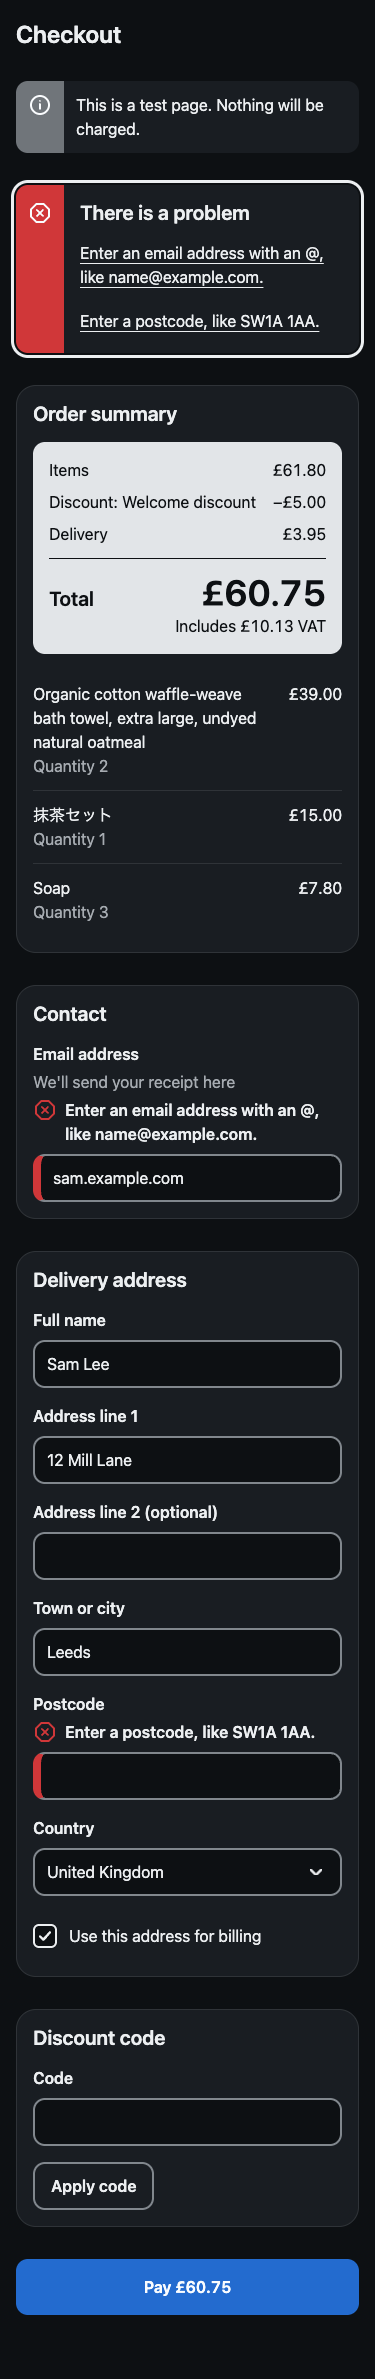 Checkout
This is a test page. Nothing will be
charged.
There is a problem
Enter an email address with an @,
like name@example.com.
Enter a postcode, like SW1A 1AA.
Order summary
Items £61.80
Discount: Welcome discount −£5.00
Delivery £3.95
Total £60.75
Includes £10.13 VAT
Organic cotton waffle-weave £39.00
bath towel, extra large, undyed
natural oatmeal
Quantity 2
抹茶セット £15.00
Quantity 1
Soap £7.80
Quantity 3
Contact
Email address
We'll send your receipt here
Enter an email address with an @,
like name@example.com.
sam.example.com
Delivery address
Full name
Sam Lee
Address line 1
12 Mill Lane
Address line 2 (optional)
Town or city
Leeds
Postcode
Enter a postcode, like SW1A 1AA.
Country
United Kingdom
Use this address for billing
Discount code
Code
Apply code
Pay £60.75